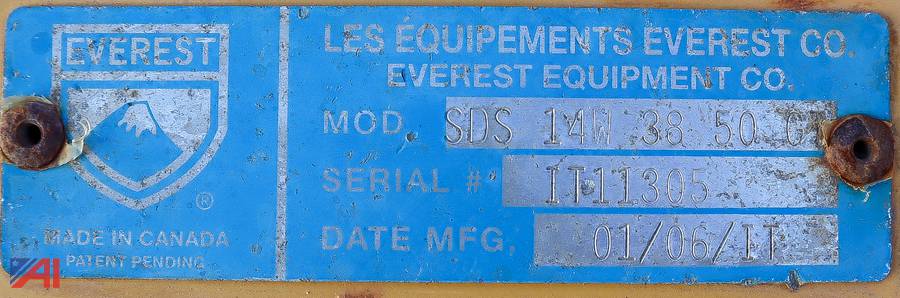 EVEREST
®
MADE IN CANADA
PATENT PENDING
LES ÉQUIPEMENTS EVEREST CO.
EVEREST EQUIPMENT CO.
MOD. SDS 14W 38 50
SERIAL # IT11305
DATE MFG. 01/06/IT
AI